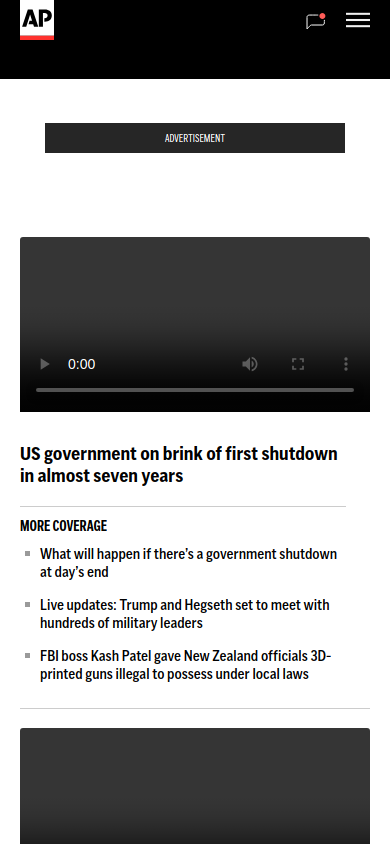 AP
ADVERTISEMENT
0:00
US government on brink of first shutdown
in almost seven years
MORE COVERAGE
What will happen if there’s a government shutdown
at day’s end
Live updates: Trump and Hegseth set to meet with
hundreds of military leaders
FBI boss Kash Patel gave New Zealand officials 3D-
printed guns illegal to possess under local laws